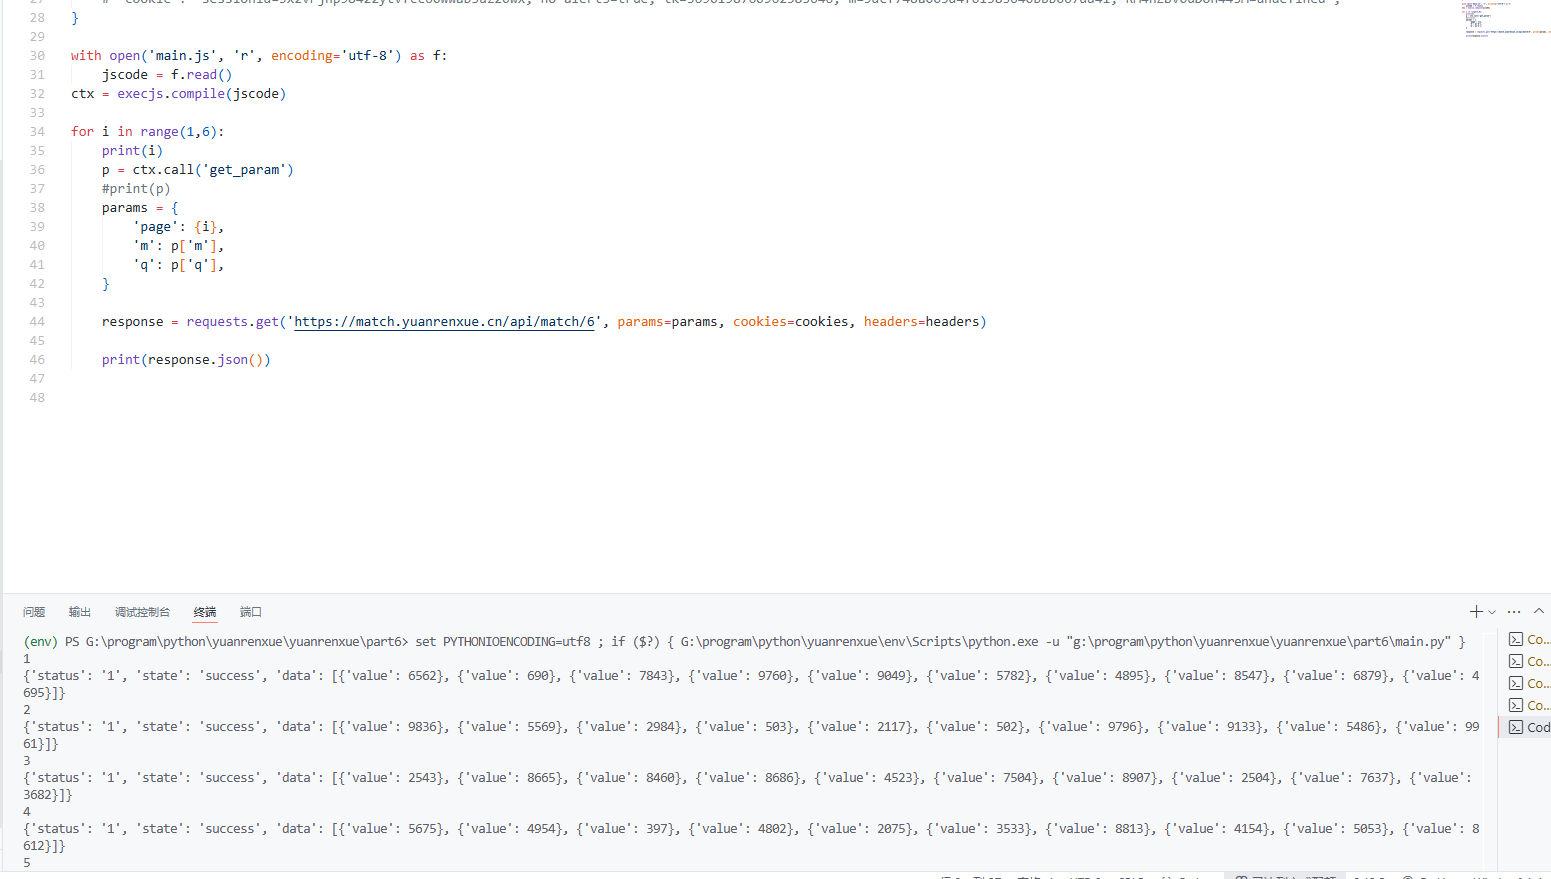 28 }
29
30 with open('main.js', 'r', encoding='utf-8') as f:
31 jscode = f.read()
32 ctx = execjs.compile(jscode)
33
34 for i in range(1,6):
35 print(i)
36 p = ctx.call('get_param')
37 #print(p)
38 params = {
39 'page': {i},
40 'm': p['m'],
41 'q': p['q'],
42 }
43
44 response = requests.get('https://match.yuanrenxue.cn/api/match/6', params=params, cookies=cookies, headers=headers)
45
46 print(response.json())
47
48
问题 输出 调试控制台 终端 端口
(env) PS G:\program\python\yuanrenxue\yuanrenxue\part6> set PYTHONIOENCODING=utf8 ; if ($?) { G:\program\python\yuanrenxue\env\Scripts\python.exe -u "g:\program\python\yuanrenxue\yuanrenxue\part6\main.py" }
1
{'status': '1', 'state': 'success', 'data': [{'value': 6562}, {'value': 690}, {'value': 7843}, {'value': 9760}, {'value': 9049}, {'value': 5782}, {'value': 4895}, {'value': 8547}, {'value': 6879}, {'value': 4
695}]}
2
{'status': '1', 'state': 'success', 'data': [{'value': 9836}, {'value': 5569}, {'value': 2984}, {'value': 503}, {'value': 2117}, {'value': 502}, {'value': 9796}, {'value': 9133}, {'value': 5486}, {'value': 99
61}]}
3
{'status': '1', 'state': 'success', 'data': [{'value': 2543}, {'value': 8665}, {'value': 8460}, {'value': 8686}, {'value': 4523}, {'value': 7504}, {'value': 8907}, {'value': 2504}, {'value': 7637}, {'value':
3682}]}
4
{'status': '1', 'state': 'success', 'data': [{'value': 5675}, {'value': 4954}, {'value': 397}, {'value': 4802}, {'value': 2075}, {'value': 3533}, {'value': 8813}, {'value': 4154}, {'value': 5053}, {'value': 8
612}]}
5
Co...
Co...
Co...
Co...
Cod